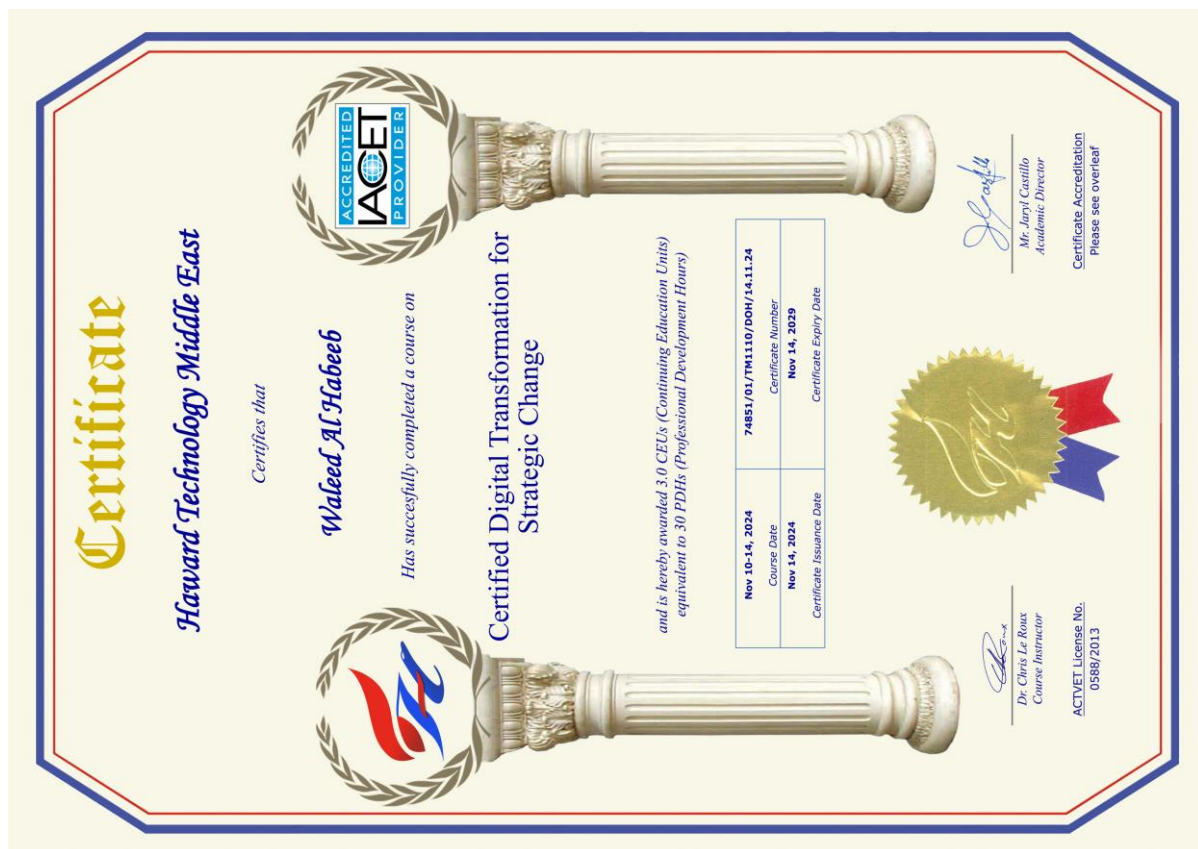 Certificate
Haward Technology Middle East
Certifies that
Waleed Al Habeeb
Has succesfully completed a course on
Certified Digital Transformation for
Strategic Change
and is hereby awarded 3.0 CEUs (Continuing Education Units)
equivalent to 30 PDHs (Professional Development Hours)
Nov 10-14, 2024 74851/01/TM1110/DOH/14.11.24
Course Date Certificate Number
Nov 14, 2024 Nov 14, 2029
Certificate Issuance Date Certificate Expiry Date
ACCREDITED
IACET
PROVIDER
Dr. Chris Le Roux
Course Instructor
ACTVET License No.
0588/2013
Mr. Jaryl Castillo
Academic Director
Certificate Accreditation
Please see overleaf